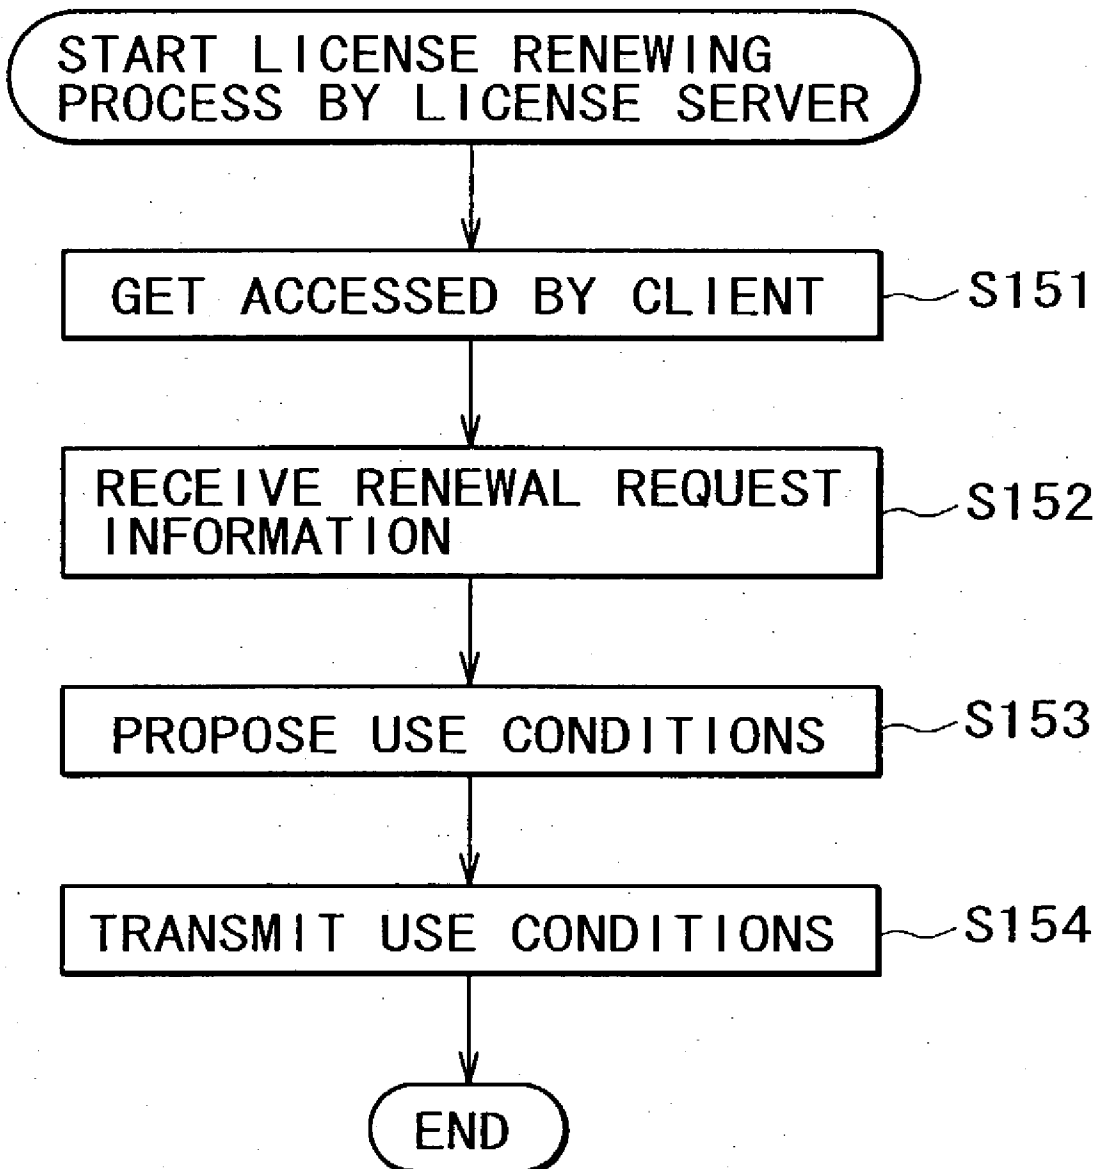 START LICENSE RENEWING
PROCESS BY LICENSE SERVER
GET ACCESSED BY CLIENT
S151
RECEIVE RENEWAL REQUEST
INFORMATION
S152
PROPOSE USE CONDITIONS
S153
TRANSMIT USE CONDITIONS
S154
END